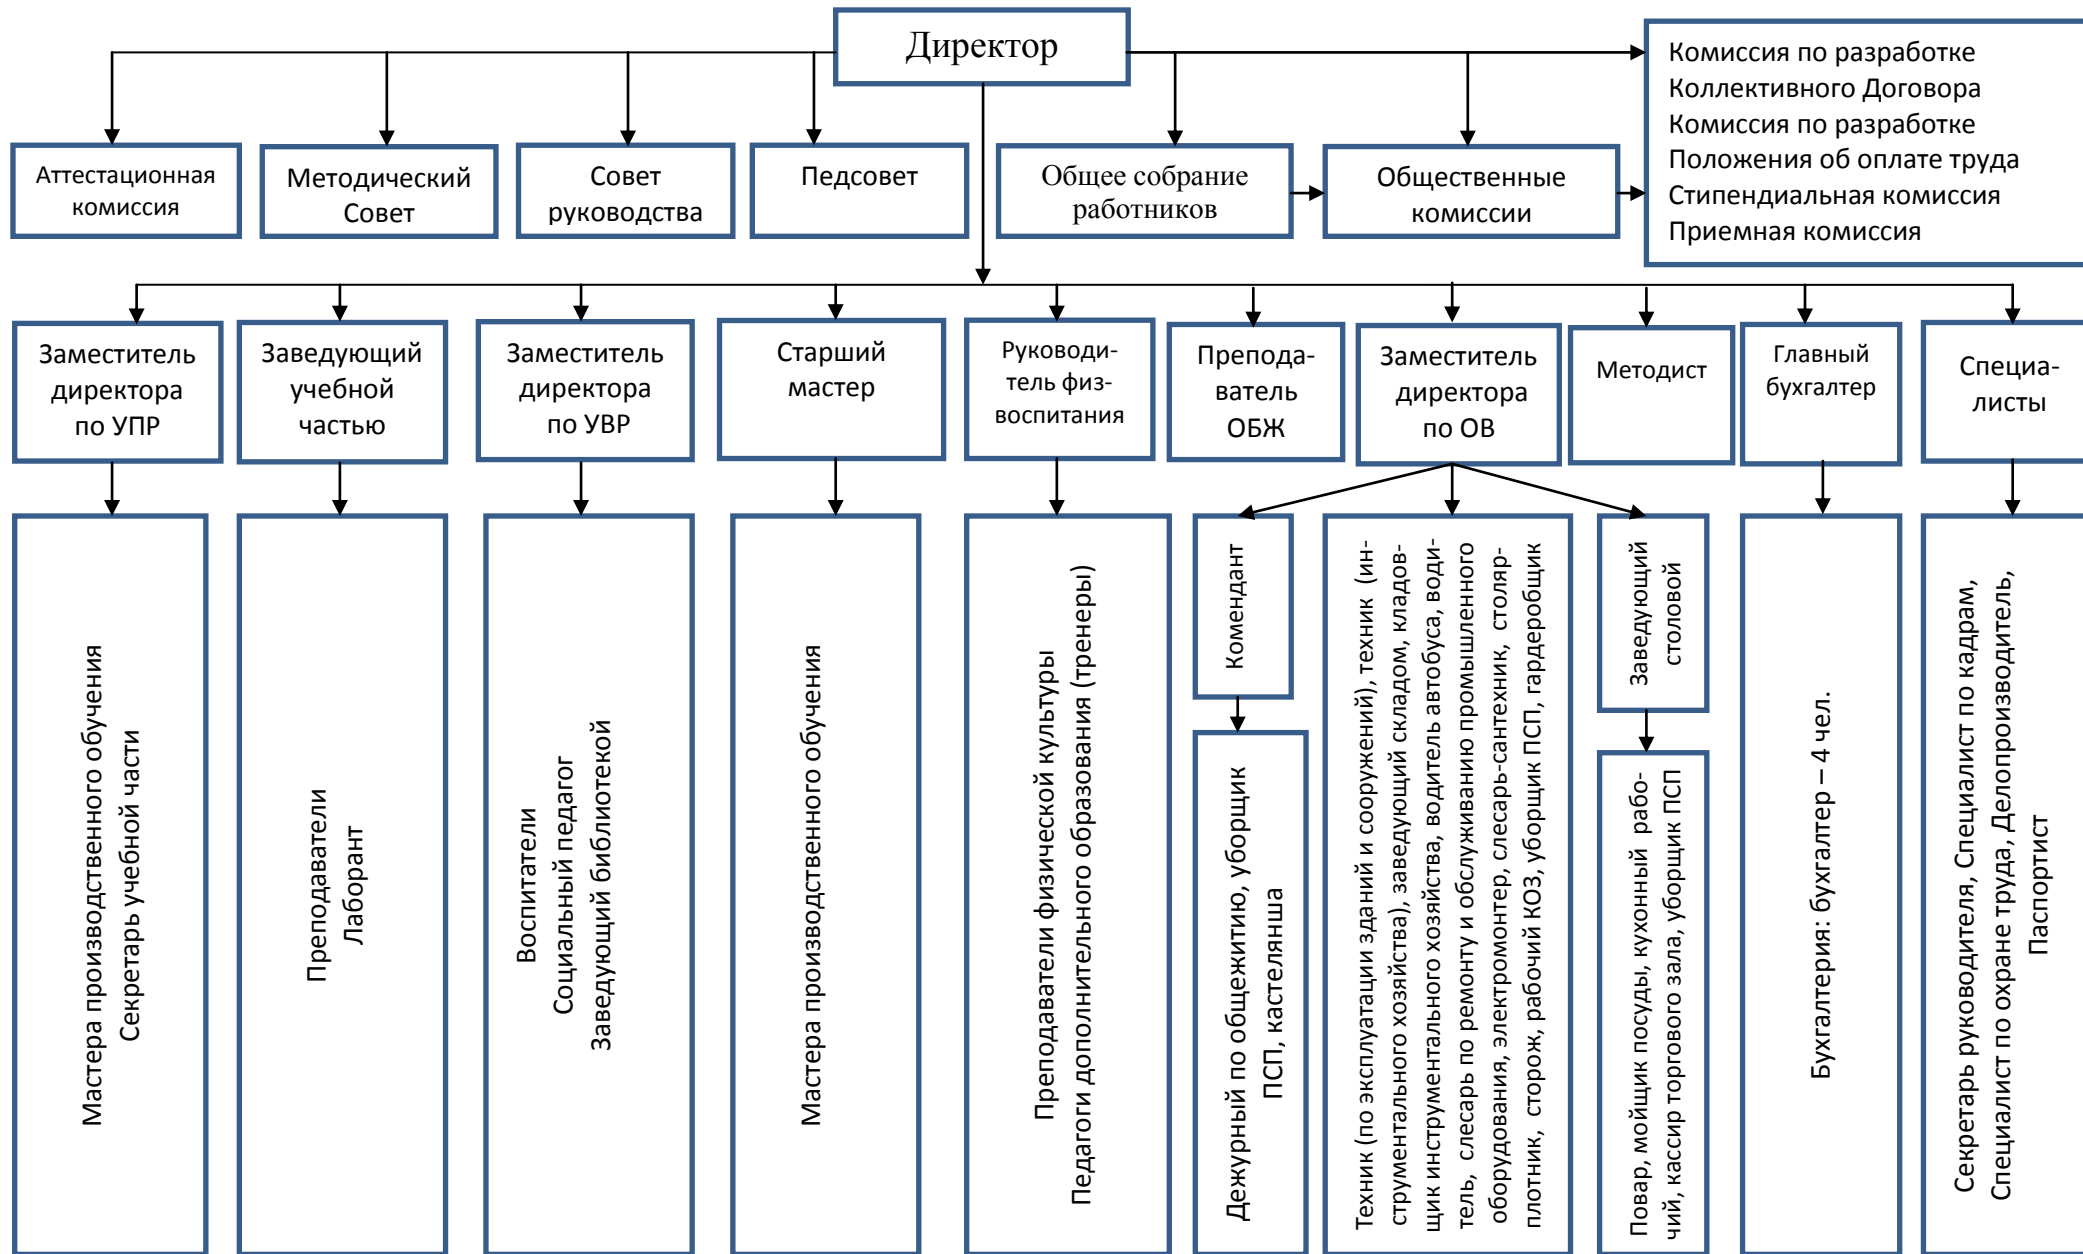 Директор
Комиссия по разработке
Коллективного Договора
Комиссия по разработке
Положения об оплате труда
Стипендиальная комиссия
Приемная комиссия
Аттестационная
комиссия
Методический
Совет
Совет
руководства
Педсовет
Общее собрание
работников
Общественные
комиссии
Заместитель
директора
по УПР
Заведующий
учебной
частью
Заместитель
директора
по УВР
Старший
мастер
Руководи-
тель физ-
воспитания
Препода-
ватель
ОБЖ
Заместитель
директора
по ОВ
Методист
Главный
бухгалтер
Специа-
листы
Мастера производственного обучения
Секретарь учебной части
Преподаватели
Лаборант
Воспитатели
Социальный педагог
Заведующий библиотекой
Мастера производственного обучения
Преподаватели физической культуры
Педагоги дополнительного образования (тренеры)
Комендант
Дежурный по общежитию, уборщик
ПСП, кастелянша
Техник (по эксплуатации зданий и сооружений), техник (ин-
струментального хозяйства), заведующий складом, кладов-
щик инструментального хозяйства, водитель автобуса, води-
тель, слесарь по ремонту и обслуживанию промышленного
оборудования, электромонтер, слесарь-сантехник, столяр-
плотник, сторож, рабочий КОЗ, уборщик ПСП, гардеробщик
Заведующий
столовой
Повар, мойщик посуды, кухонный рабо-
чий, кассир торгового зала, уборщик ПСП
Бухгалтерия: бухгалтер – 4 чел.
Секретарь руководителя, Специалист по кадрам,
Специалист по охране труда, Делопроизводитель,
Паспортист